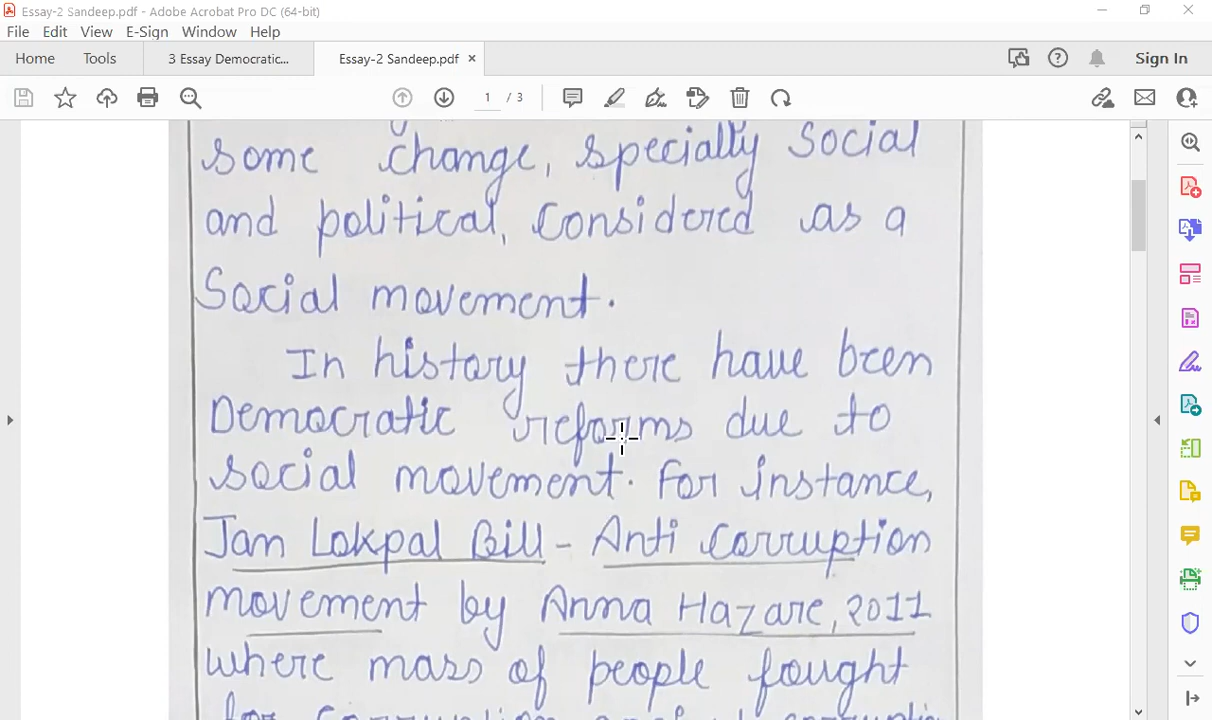 Essay-2 Sandeep.pdf - Adobe Acrobat Pro DC (64-bit)
File Edit View E-Sign Window Help
Home Tools 3 Essay Democratic... Essay-2 Sandeep.pdf × Sign In
1 / 3
some change, specially Social
and political, Considered as a
Social movement.
In history there have been
Democratic reforms due to
social movement. For instance,
Jan Lokpal Bill - Anti Corruption
movement by Anna Hazare, 2011
where mass of people fought